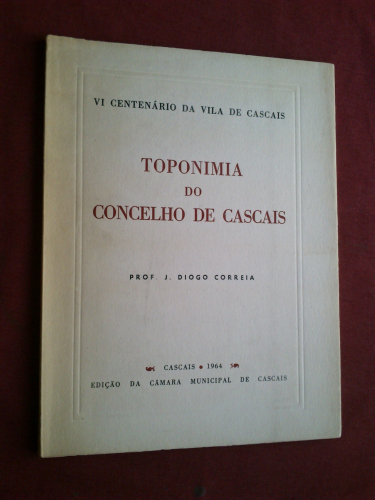 VI CENTENÁRIO DA VILA DE CASCAIS
TOPONIMIA
DO
CONCELHO DE CASCAIS
PROF. J. DIOGO CORREIA
CASCAIS • 1964
EDIÇÃO DA CÂMARA MUNICIPAL DE CASCAIS